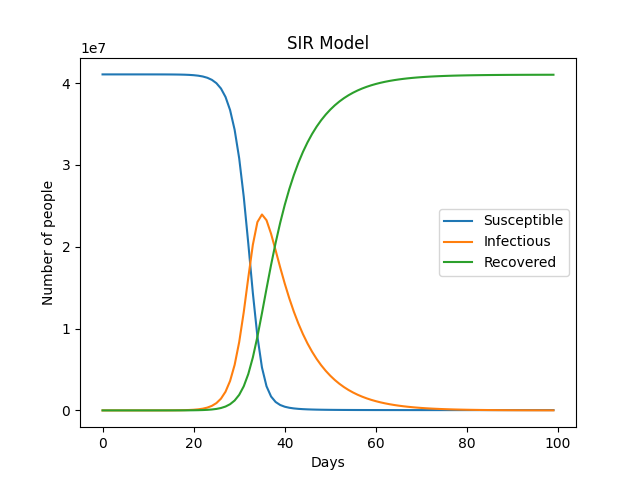 SIR Model
1e7
4
3
2
1
0
Number of people
Susceptible
Infectious
Recovered
0 20 40 60 80 100
Days